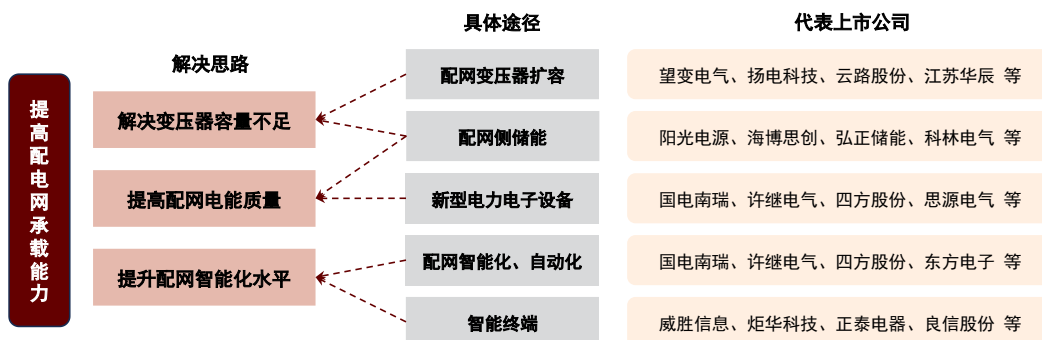 提高配电网承载能力
解决思路
解决变压器容量不足
提高配网电能质量
提升配网智能化水平
具体途径
配网变压器扩容
配网侧储能
新型电力电子设备
配网智能化、自动化
智能终端
代表上市公司
望变电气、扬电科技、云路股份、江苏华辰 等
阳光电源、海博思创、弘正储能、科林电气 等
国电南瑞、许继电气、四方股份、思源电气 等
国电南瑞、许继电气、四方股份、东方电子 等
威胜信息、炬华科技、正泰电器、良信股份 等